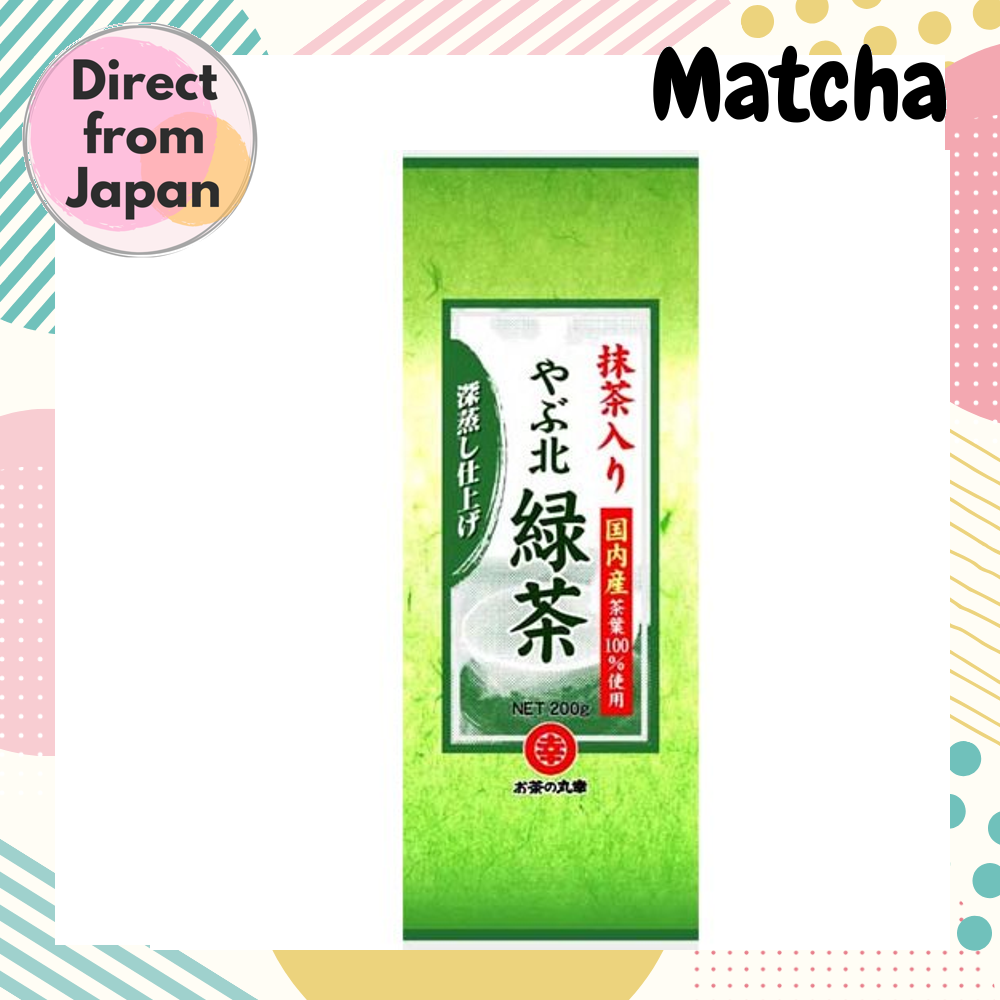 Direct
from
Japan
Matcha
抹茶入り
国内産茶葉100%使用
やぶ北
緑茶
深蒸し仕上げ
NET 200g
幸
お茶の丸幸